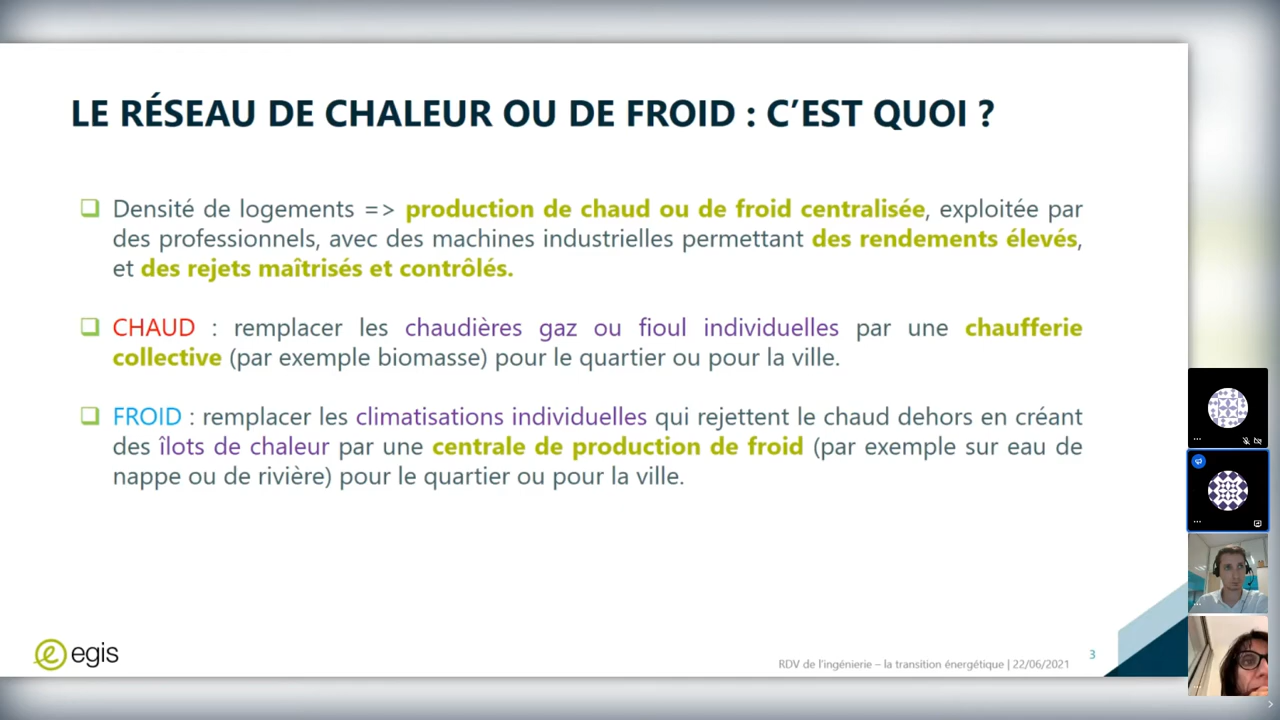 LE RÉSEAU DE CHALEUR OU DE FROID : C’EST QUOI ?
Densité de logements => production de chaud ou de froid centralisée, exploitée par
des professionnels, avec des machines industrielles permettant des rendements élevés,
et des rejets maîtrisés et contrôlés.
CHAUD : remplacer les chaudières gaz ou fioul individuelles par une chaufferie
collective (par exemple biomasse) pour le quartier ou pour la ville.
FROID : remplacer les climatisations individuelles qui rejettent le chaud dehors en créant
des îlots de chaleur par une centrale de production de froid (par exemple sur eau de
nappe ou de rivière) pour le quartier ou pour la ville.
egis
RDV de l'ingénierie – la transition énergétique | 22/06/2021
3